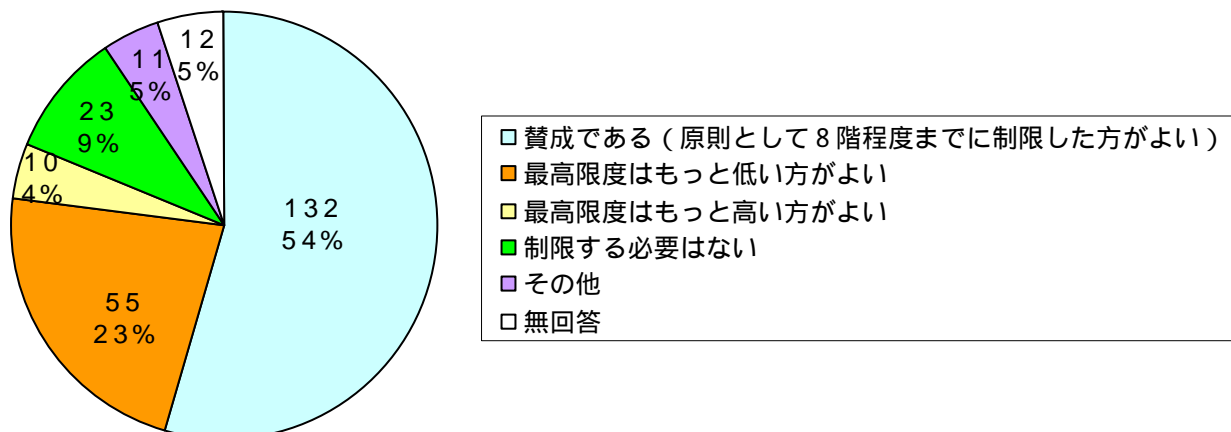 132
54%
55
23%
10
4%
23
9%
11
5%
12
5%
賛成である（原則として８階程度までに制限した方がよい）
最高限度はもっと低い方がよい
最高限度はもっと高い方がよい
制限する必要はない
その他
無回答